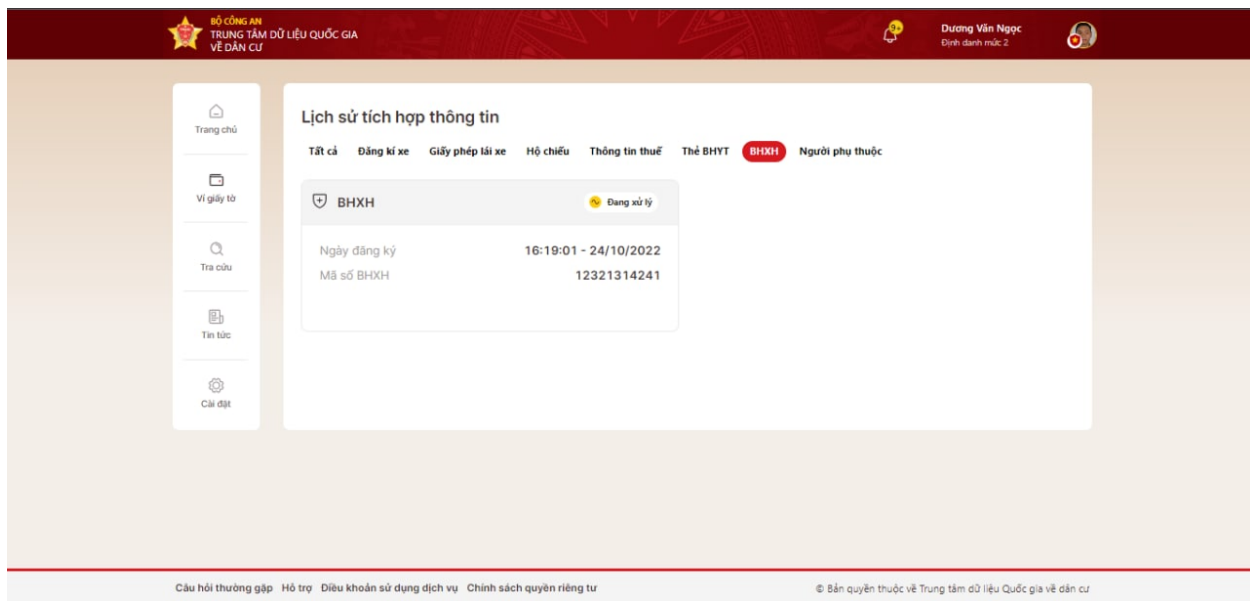 BỘ CÔNG AN
TRUNG TÂM DỮ LIỆU QUỐC GIA
VỀ DÂN CƯ
9+
Dương Văn Ngọc
Định danh mức 2
Trang chủ
Ví giấy tờ
Tra cứu
Tin tức
Cài đặt
Lịch sử tích hợp thông tin
Tất cả Đăng kí xe Giấy phép lái xe Hộ chiếu Thông tin thuế Thẻ BHYT BHXH Người phụ thuộc
BHXH Đang xử lý
Ngày đăng ký 16:19:01 - 24/10/2022
Mã số BHXH 12321314241
Câu hỏi thường gặp Hỗ trợ Điều khoản sử dụng dịch vụ Chính sách quyền riêng tư
© Bản quyền thuộc về Trung tâm dữ liệu Quốc gia về dân cư